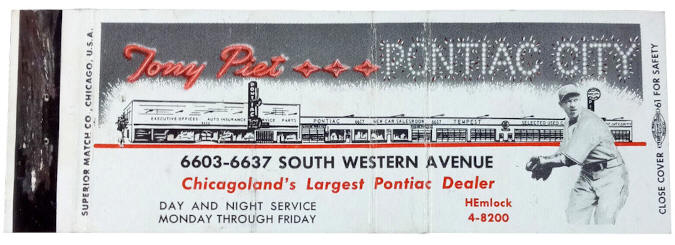 SUPERIOR MATCH CO., CHICAGO, U.S.A.
Tony Piet PONTIAC CITY
EXECUTIVE OFFICES AUTO INSURANCE PARTS
PONTIAC 6607 NEW CAR SALESROOM TEMPEST SELECTED USED
6603-6637 SOUTH WESTERN AVENUE
Chicagoland's Largest Pontiac Dealer
DAY AND NIGHT SERVICE
MONDAY THROUGH FRIDAY
HEmlock
4-8200
CLOSE COVER FOR SAFETY